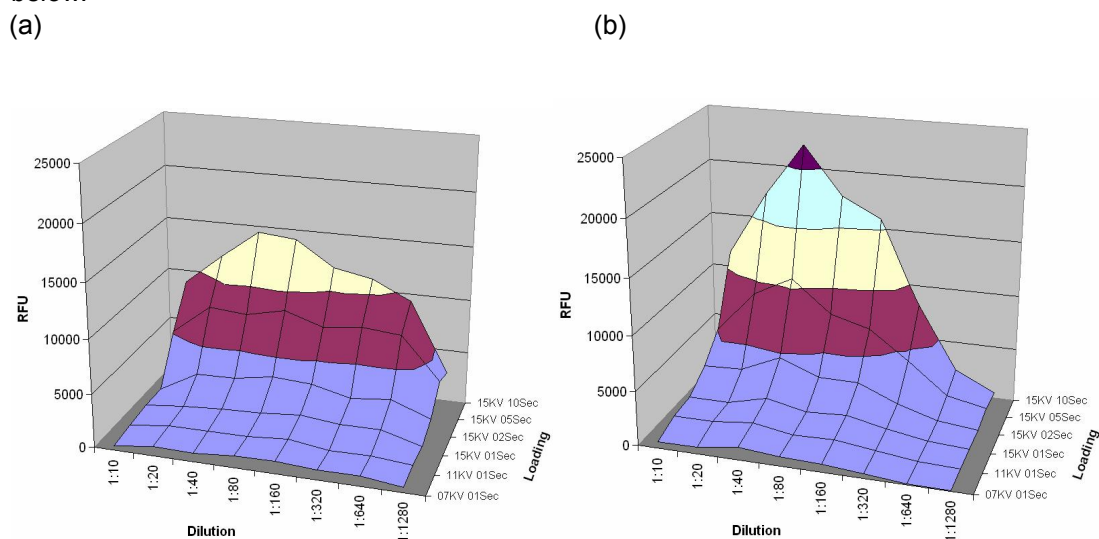 (a)
(b)
25000
20000
15000
10000
5000
0
RFU
1:10
1:20
1:40
1:80
1:160
1:320
1:640
1:1280
Dilution
15KV 10Sec
15KV 05Sec
15KV 02Sec
15KV 01Sec
11KV 01Sec
07KV 01Sec
Loading
25000
20000
15000
10000
5000
0
RFU
1:10
1:20
1:40
1:80
1:160
1:320
1:640
1:1280
Dilution
15KV 10Sec
15KV 05Sec
15KV 02Sec
15KV 01Sec
11KV 01Sec
07KV 01Sec
Loading